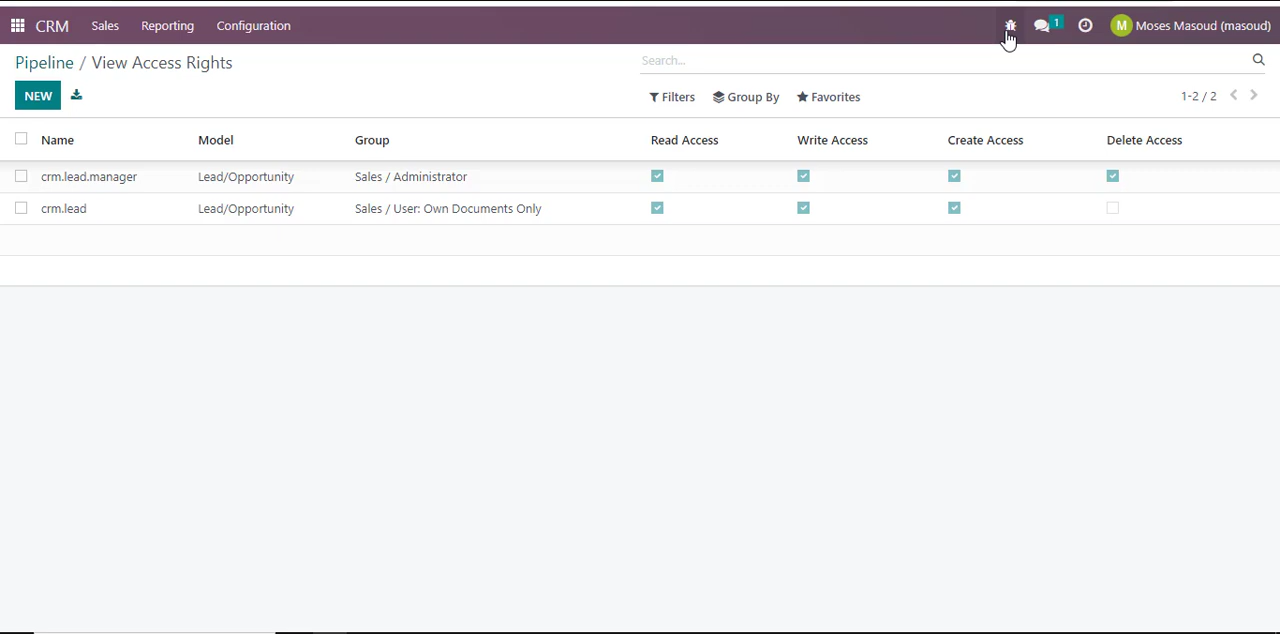 CRM Sales Reporting Configuration 1 M Moses Masoud (masoud)
Pipeline / View Access Rights Search...
NEW Filters Group By Favorites 1-2 / 2
Name Model Group Read Access Write Access Create Access Delete Access
crm.lead.manager Lead/Opportunity Sales / Administrator
crm.lead Lead/Opportunity Sales / User: Own Documents Only